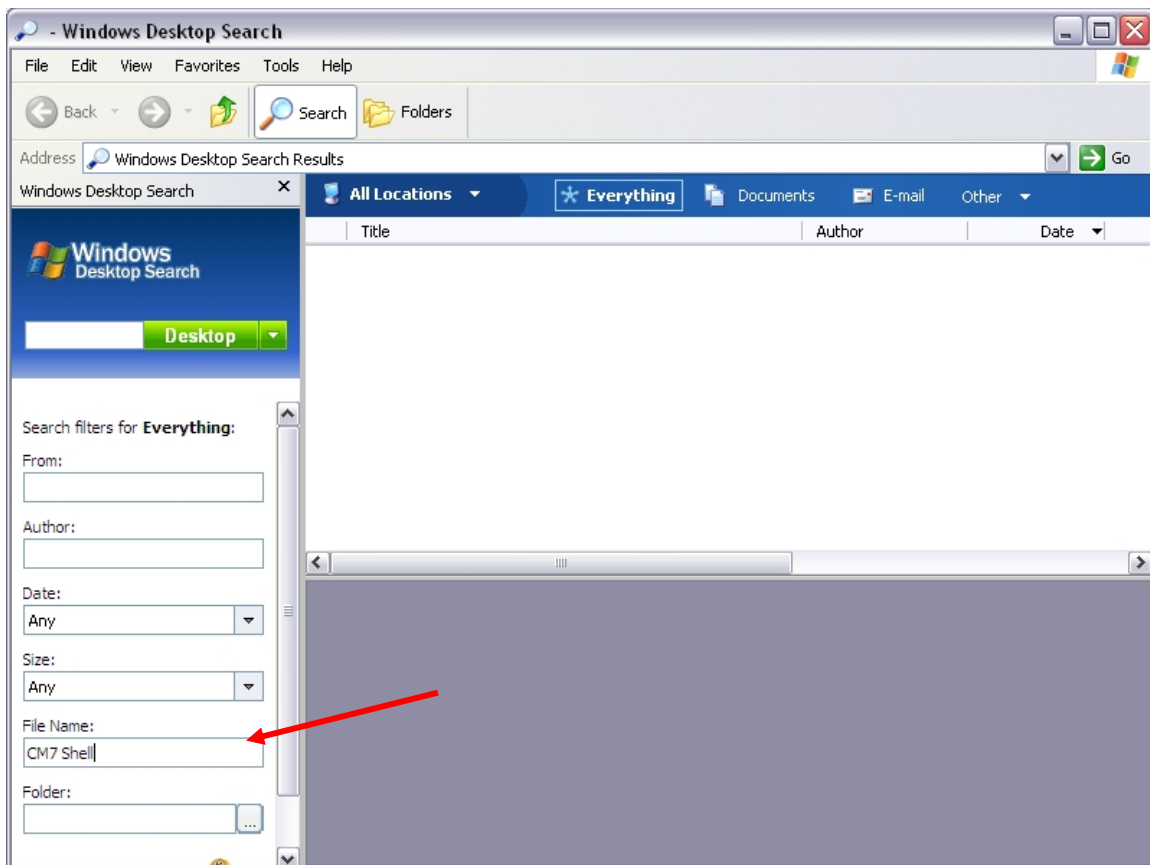 - Windows Desktop Search
File Edit View Favorites Tools Help
Back Search Folders
Address Windows Desktop Search Results Go
Windows Desktop Search
All Locations Everything Documents E-mail Other
Title Author Date
Windows
Desktop Search
Desktop
Search filters for Everything:
From:
Author:
Date:
Any
Size:
Any
File Name:
CM7 Shell
Folder:
...